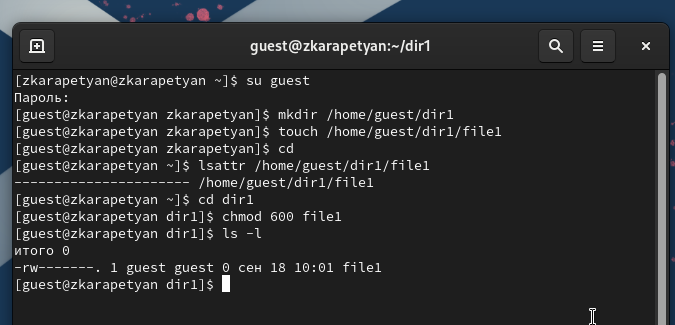 guest@zkarapetyan:~/dir1
[zkarapetyan@zkarapetyan ~]$ su guest
Пароль:
[guest@zkarapetyan zkarapetyan]$ mkdir /home/guest/dir1
[guest@zkarapetyan zkarapetyan]$ touch /home/guest/dir1/file1
[guest@zkarapetyan zkarapetyan]$ cd
[guest@zkarapetyan ~]$ lsattr /home/guest/dir1/file1
---------------------- /home/guest/dir1/file1
[guest@zkarapetyan ~]$ cd dir1
[guest@zkarapetyan dir1]$ chmod 600 file1
[guest@zkarapetyan dir1]$ ls -l
итого 0
-rw-------. 1 guest guest 0 сен 18 10:01 file1
[guest@zkarapetyan dir1]$